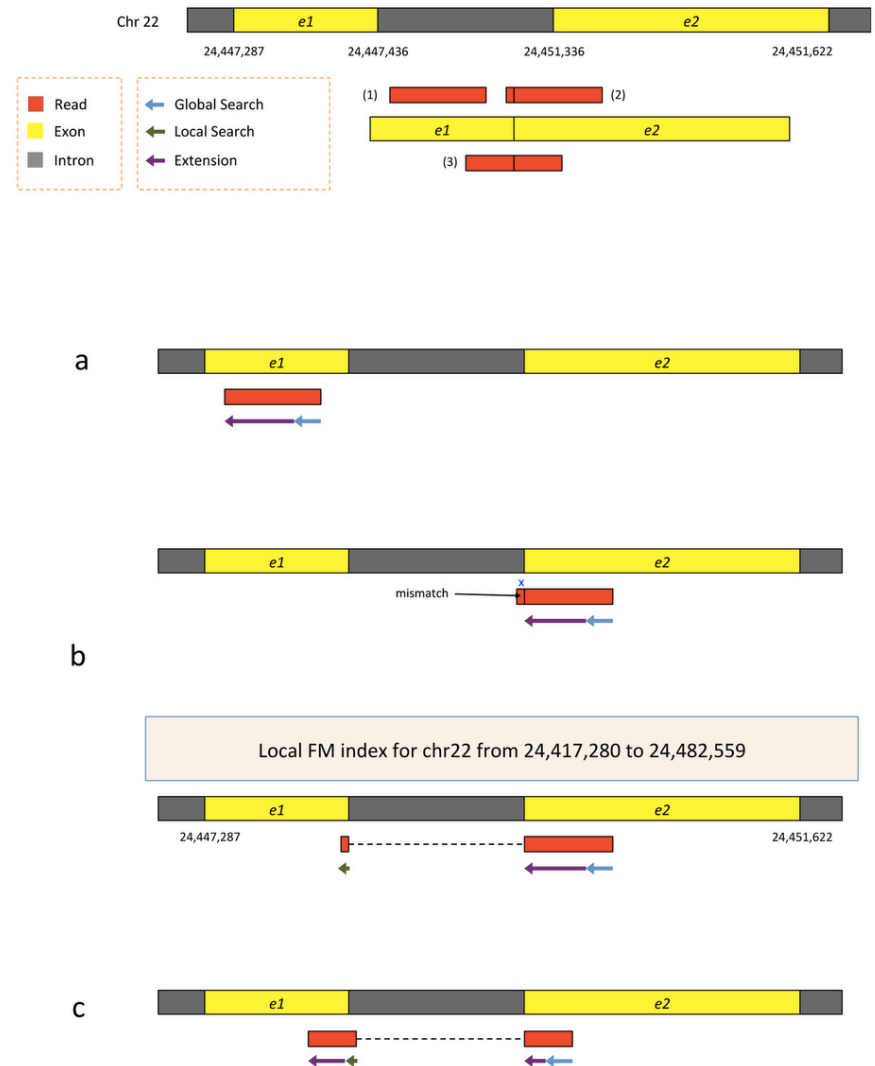 Chr 22
e1
e2
24,447,287
24,447,436
24,451,336
24,451,622
Read
Exon
Intron
Global Search
Local Search
Extension
(1)
(2)
e1
e2
(3)
a
e1
e2
e1
e2
x
mismatch
b
Local FM index for chr22 from 24,417,280 to 24,482,559
e1
e2
24,447,287
24,451,622
c
e1
e2